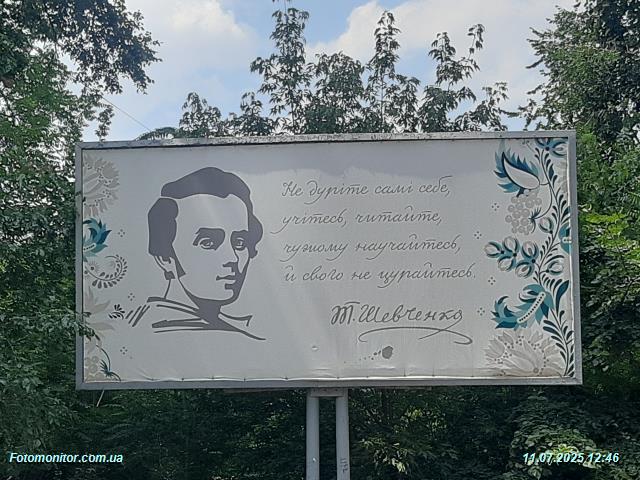 Не дуріте самі себе,
учітесь, читайте,
чужому научайтесь,
й свого не цурайтесь.
Т. Шевченко
Fotomonitor.com.ua
11.07.2025 12:46